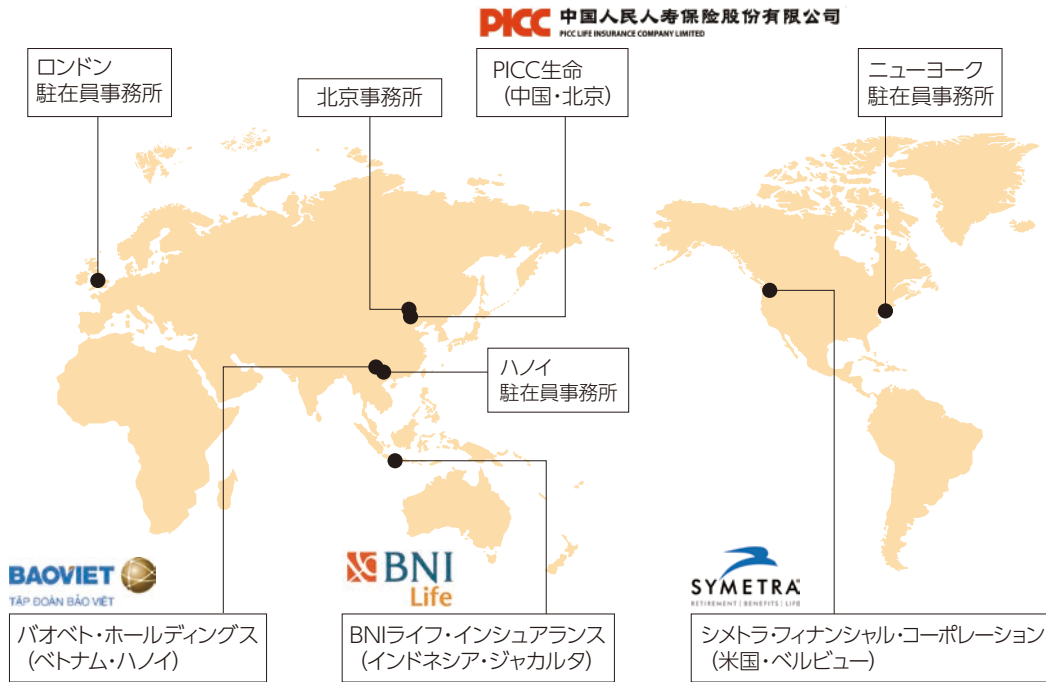 PICC 中国人民人寿保险股份有限公司
PICC LIFE INSURANCE COMPANY LIMITED
ロンドン
駐在員事務所
北京事務所
PICC生命
(中国・北京)
ニューヨーク
駐在員事務所
ハノイ
駐在員事務所
BAOVIET
TẬP ĐOÀN BẢO VIỆT
バオベト・ホールディングス
(ベトナム・ハノイ)
BNI
Life
BNIライフ・インシュアランス
(インドネシア・ジャカルタ)
SYMETRA
RETIREMENT | BENEFITS | LIFE
シメトラ・フィナンシャル・コーポレーション
(米国・ベルビュー)